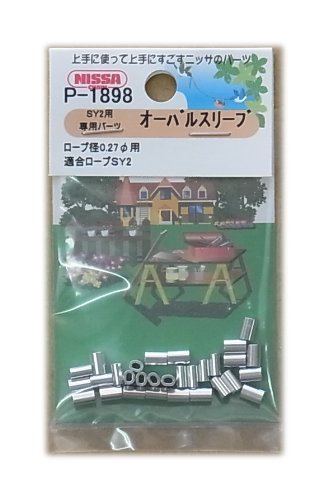 上手に使って上手にすごすニッサのパーツ
NISSA
CHAIN
P-1898
SY2用
専用パーツ
オーバルスリーブ
ロープ径0.27φ用
適合ロープSY2